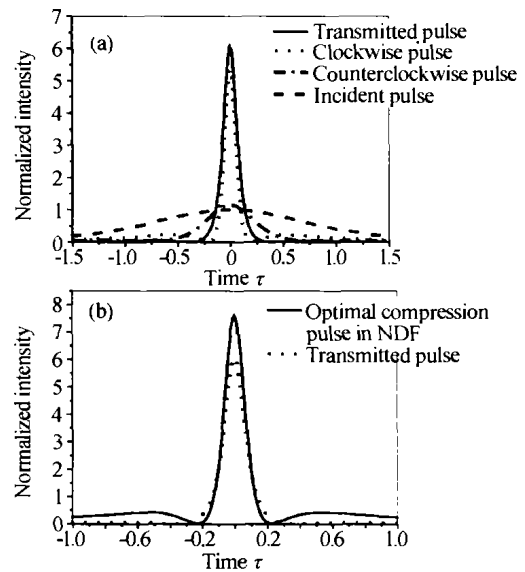 (a)
Transmitted pulse
Clockwise pulse
Counterclockwise pulse
Incident pulse
Normalized intensity
7
6
5
4
3
2
1
0
-1.5 -1.0 -0.5 0 0.5 1.0 1.5
Time τ
(b)
Optimal compression
pulse in NDF
Transmitted pulse
Normalized intensity
8
7
6
5
4
3
2
1
0
-1.0 -0.6 -0.2 0.2 0.6 1.0
Time τ